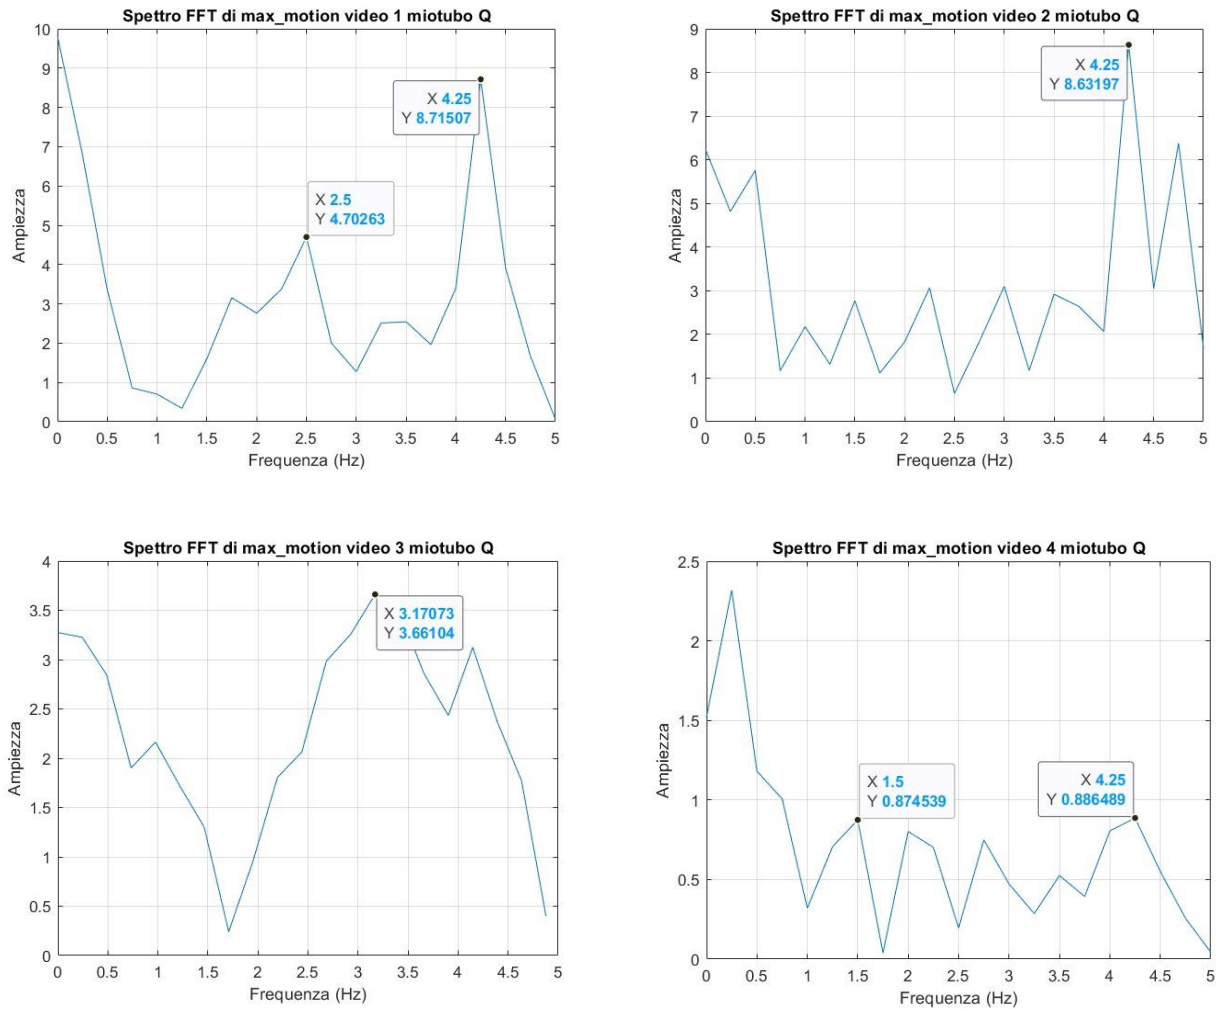 Spettro FFT di max_motion video 1 miotubo Q
Ampiezza
10
9
8
7
6
5
4
3
2
1
0
X 4.25
Y 8.71507
X 2.5
Y 4.70263
0 0.5 1 1.5 2 2.5 3 3.5 4 4.5 5
Frequenza (Hz)
Spettro FFT di max_motion video 2 miotubo Q
Ampiezza
9
8
7
6
5
4
3
2
1
0
X 4.25
Y 8.63197
0 0.5 1 1.5 2 2.5 3 3.5 4 4.5 5
Frequenza (Hz)
Spettro FFT di max_motion video 3 miotubo Q
Ampiezza
4
3.5
3
2.5
2
1.5
1
0.5
0
X 3.17073
Y 3.66104
0 0.5 1 1.5 2 2.5 3 3.5 4 4.5 5
Frequenza (Hz)
Spettro FFT di max_motion video 4 miotubo Q
Ampiezza
2.5
2
1.5
1
0.5
0
X 1.5
Y 0.874539
X 4.25
Y 0.886489
0 0.5 1 1.5 2 2.5 3 3.5 4 4.5 5
Frequenza (Hz)